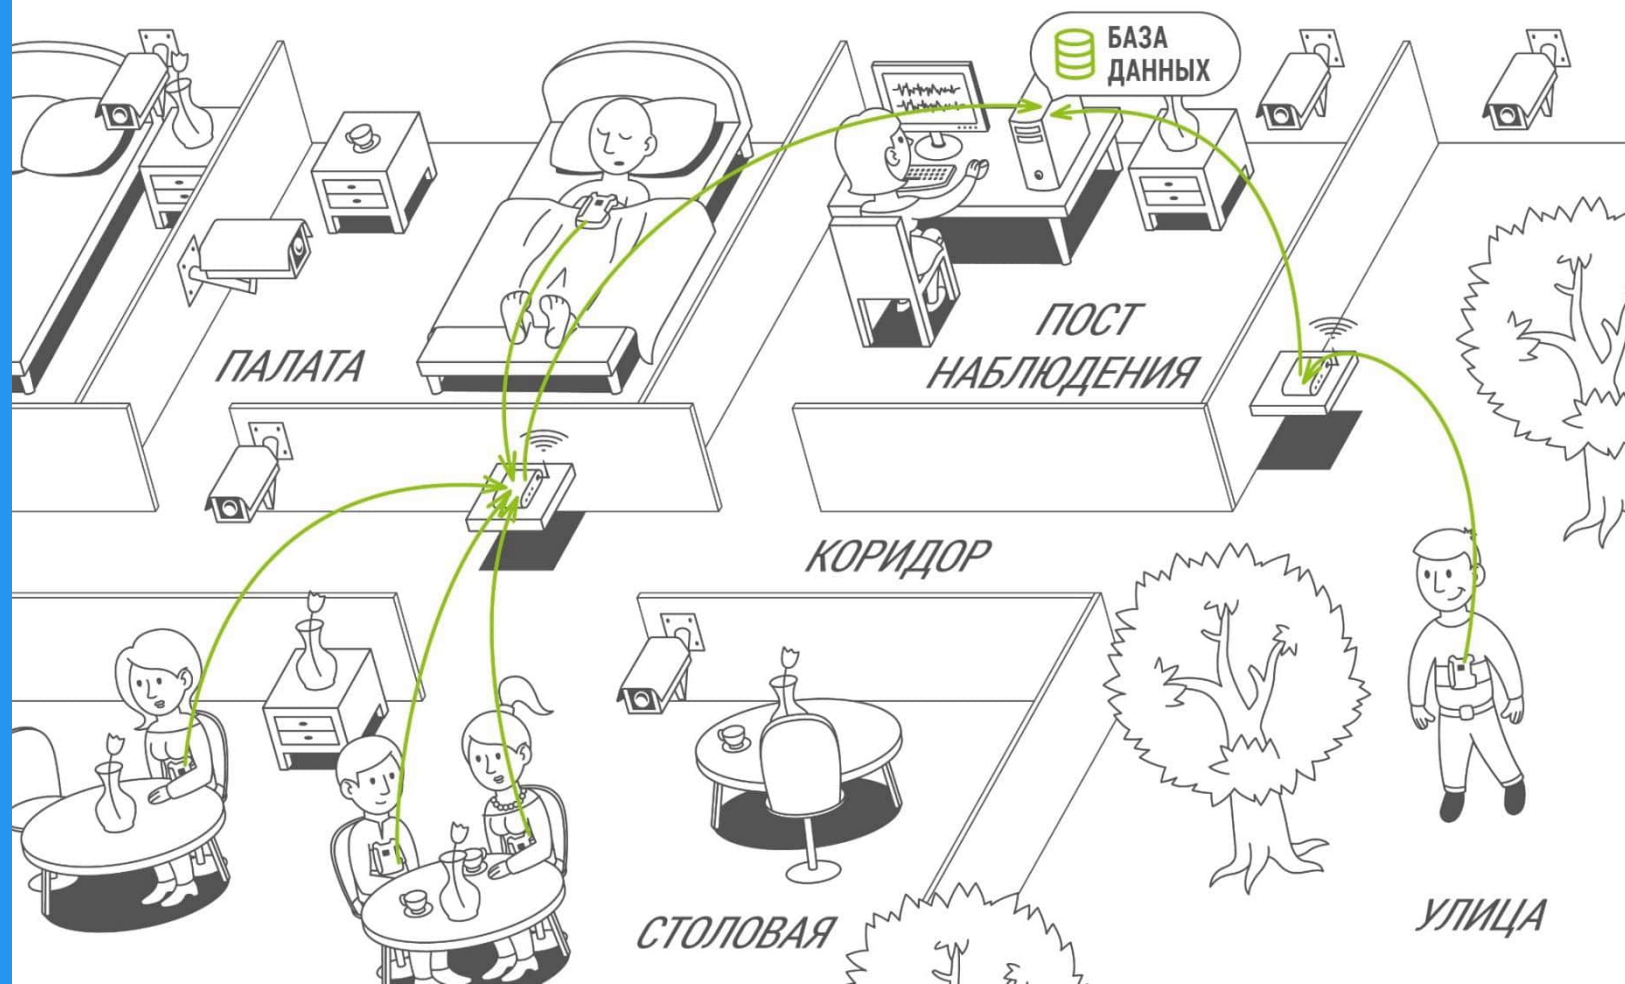 БАЗА
ДАННЫХ
ПАЛАТА
ПОСТ
НАБЛЮДЕНИЯ
КОРИДОР
СТОЛОВАЯ
УЛИЦА